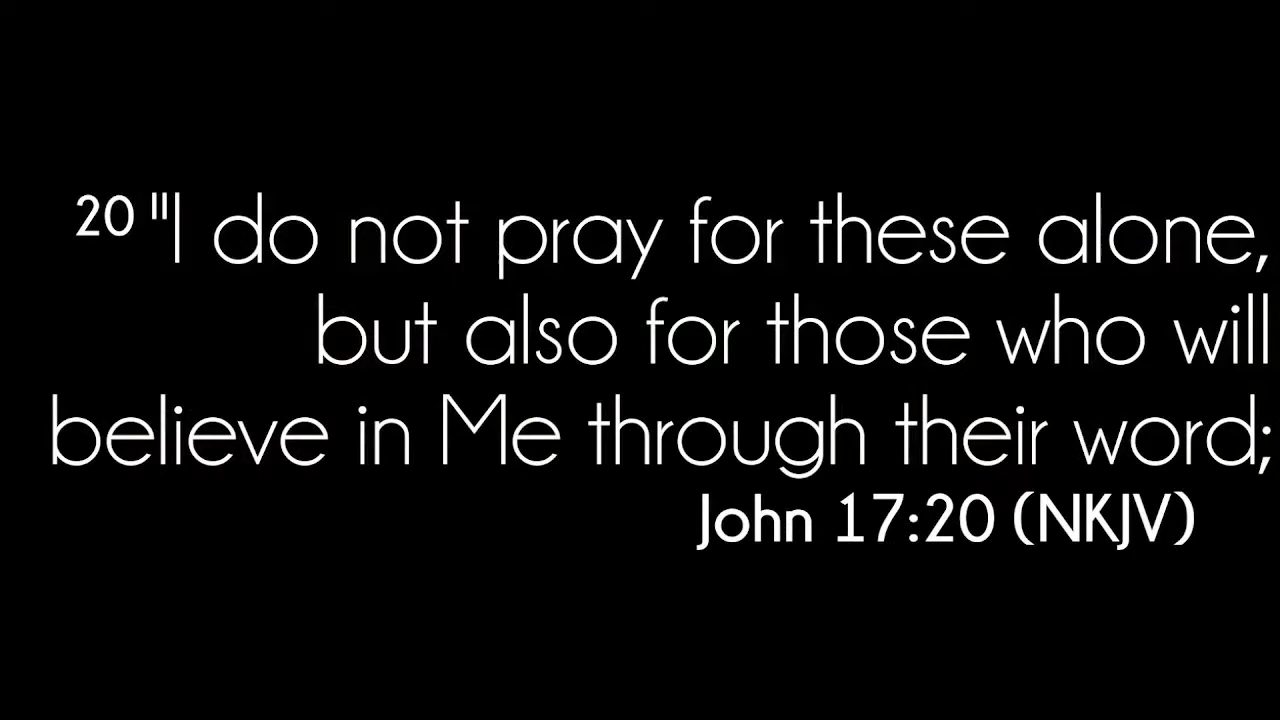 20 "I do not pray for these alone,
but also for those who will
believe in Me through their word;
John 17:20 (NKJV)